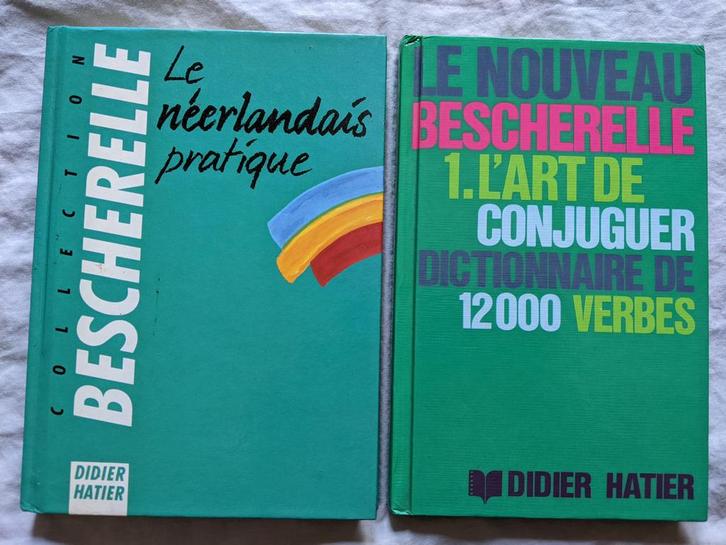 COLLECTION
BESCHERELLE
Le
néerlandais
pratique
DIDIER
HATIER
LE NOUVEAU
BESCHERELLE
1.L'ART DE
CONJUGUER
DICTIONNAIRE DE
12000 VERBES
DIDIER HATIER